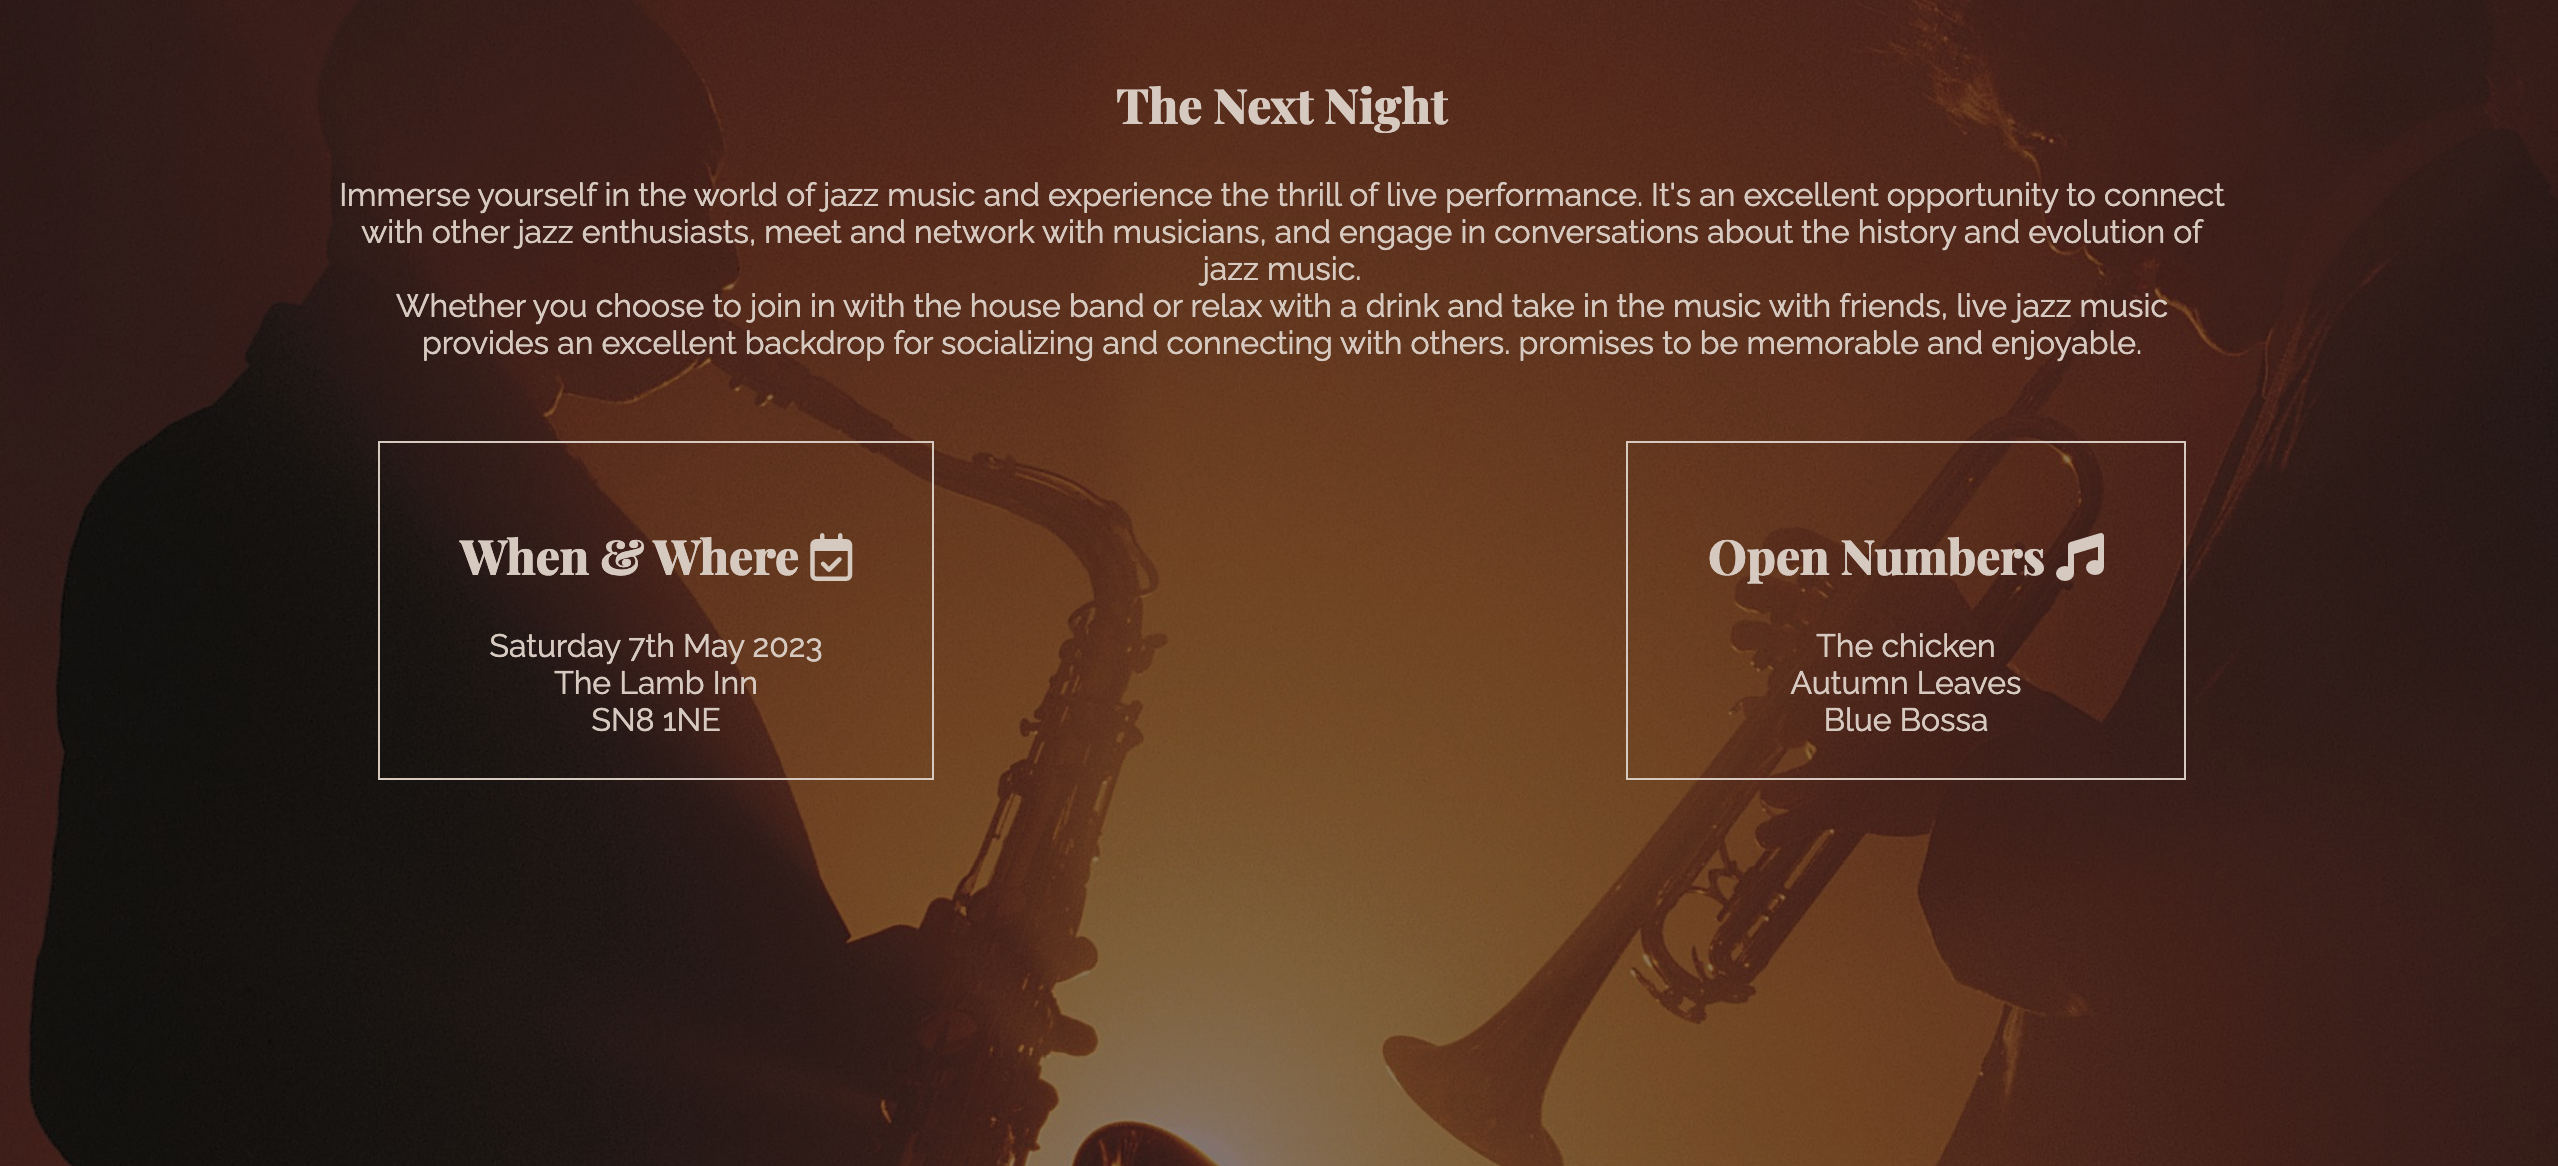 The Next Night
Immerse yourself in the world of jazz music and experience the thrill of live performance. It's an excellent opportunity to connect
with other jazz enthusiasts, meet and network with musicians, and engage in conversations about the history and evolution of
jazz music.
Whether you choose to join in with the house band or relax with a drink and take in the music with friends, live jazz music
provides an excellent backdrop for socializing and connecting with others. promises to be memorable and enjoyable.
When & Where
Saturday 7th May 2023
The Lamb Inn
SN8 1NE
Open Numbers
The chicken
Autumn Leaves
Blue Bossa